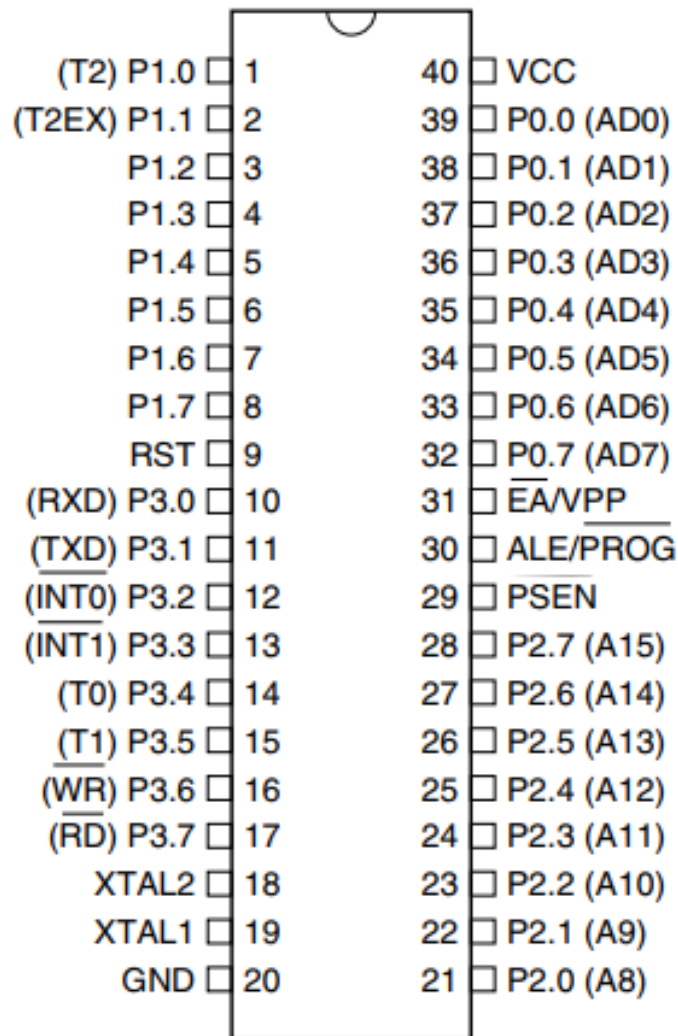 (T2) P1.0 1 40 VCC
(T2EX) P1.1 2 39 P0.0 (AD0)
P1.2 3 38 P0.1 (AD1)
P1.3 4 37 P0.2 (AD2)
P1.4 5 36 P0.3 (AD3)
P1.5 6 35 P0.4 (AD4)
P1.6 7 34 P0.5 (AD5)
P1.7 8 33 P0.6 (AD6)
RST 9 32 P0.7 (AD7)
(RXD) P3.0 10 31 E̅A̅/VPP
(TXD) P3.1 11 30 ALE/P̅R̅O̅G̅
(I̅N̅T̅0̅) P3.2 12 29 P̅S̅E̅N̅
(I̅N̅T̅1̅) P3.3 13 28 P2.7 (A15)
(T0) P3.4 14 27 P2.6 (A14)
(T1) P3.5 15 26 P2.5 (A13)
(W̅R̅) P3.6 16 25 P2.4 (A12)
(R̅D̅) P3.7 17 24 P2.3 (A11)
XTAL2 18 23 P2.2 (A10)
XTAL1 19 22 P2.1 (A9)
GND 20 21 P2.0 (A8)